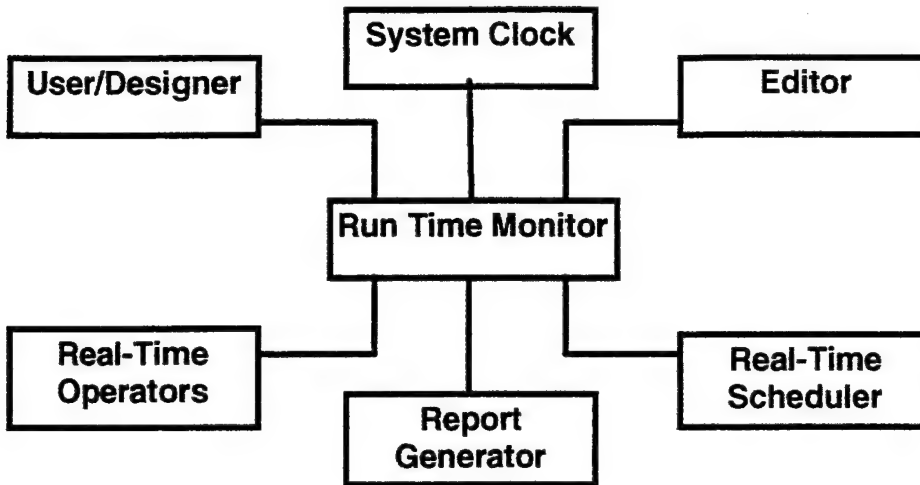 System Clock
User/Designer
Editor
Run Time Monitor
Real-Time
Operators
Report
Generator
Real-Time
Scheduler